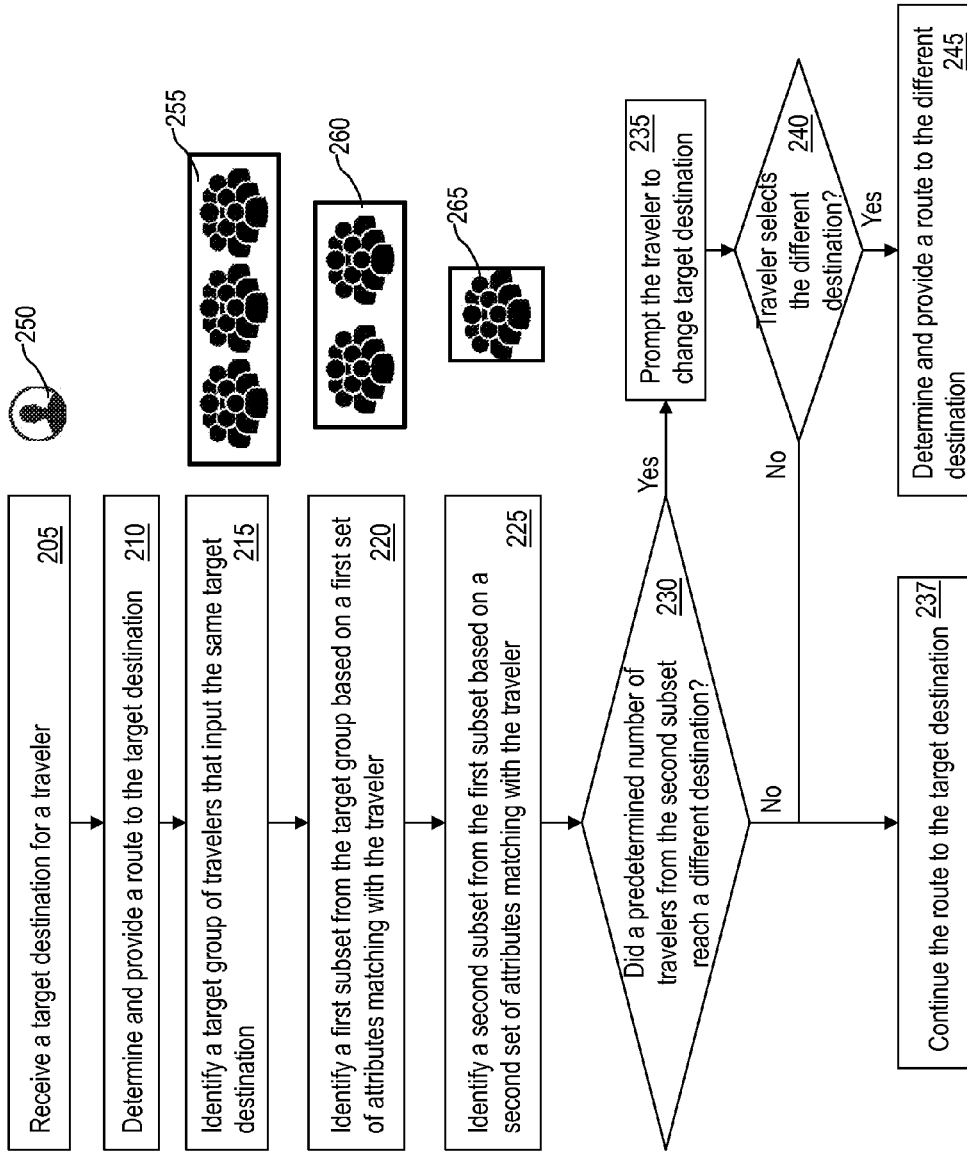 Receive a target destination for a traveler
205
250
Determine and provide a route to the target destination
210
Identify a target group of travelers that input the same target
destination
215
255
Identify a first subset from the target group based on a first set
of attributes matching with the traveler
220
260
Identify a second subset from the first subset based on a
second set of attributes matching with the traveler
225
265
Did a predetermined number of
travelers from the second subset
reach a different destination?
230
Yes
No
Prompt the traveler to
change target destination
235
Traveler selects
the different
destination?
240
No
Yes
Continue the route to the target destination
237
Determine and provide a route to the different
destination
245